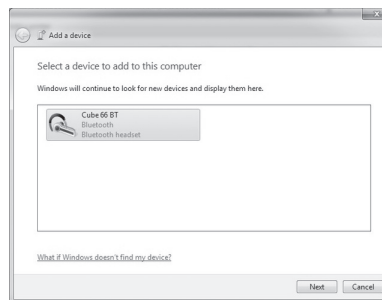 Add a device
Select a device to add to this computer
Windows will continue to look for new devices and display them here.
Cube 66 BT
Bluetooth
Bluetooth headset
What if Windows doesn't find my device?
Next Cancel